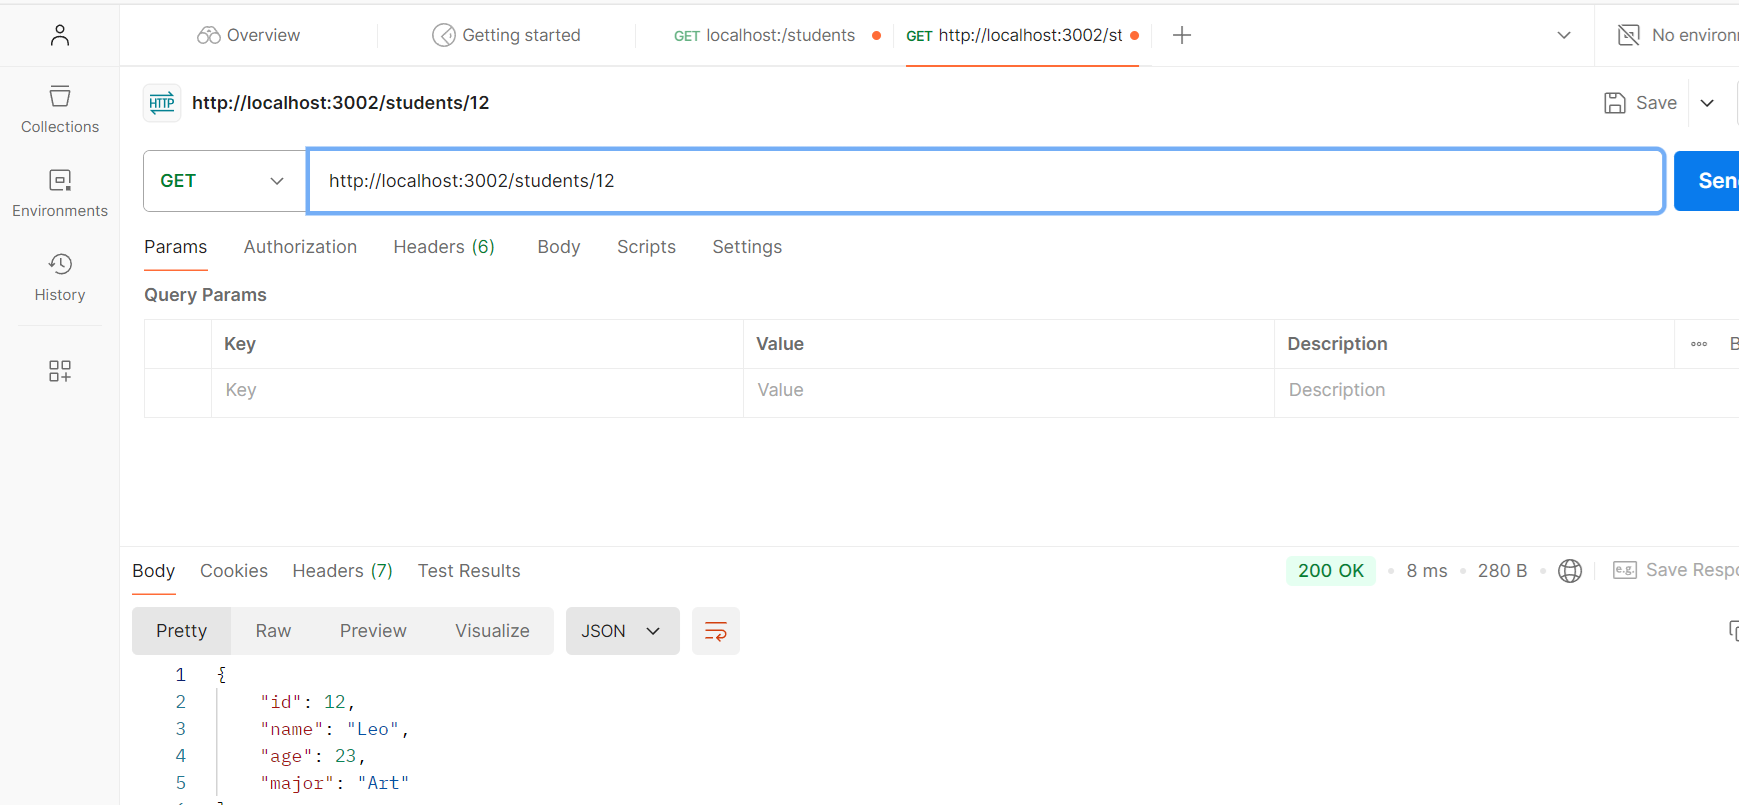 Overview
Getting started
GET localhost:/students
GET http://localhost:3002/st
No environ
Collections
Environments
History
HTTP http://localhost:3002/students/12
Save
GET
http://localhost:3002/students/12
Sen
Params Authorization Headers (6) Body Scripts Settings
Query Params
Key Value Description
Key Value Description
Body Cookies Headers (7) Test Results
200 OK • 8 ms • 280 B •
e.g. Save Respo
Pretty Raw Preview Visualize
JSON
1 {
2 "id": 12,
3 "name": "Leo",
4 "age": 23,
5 "major": "Art"